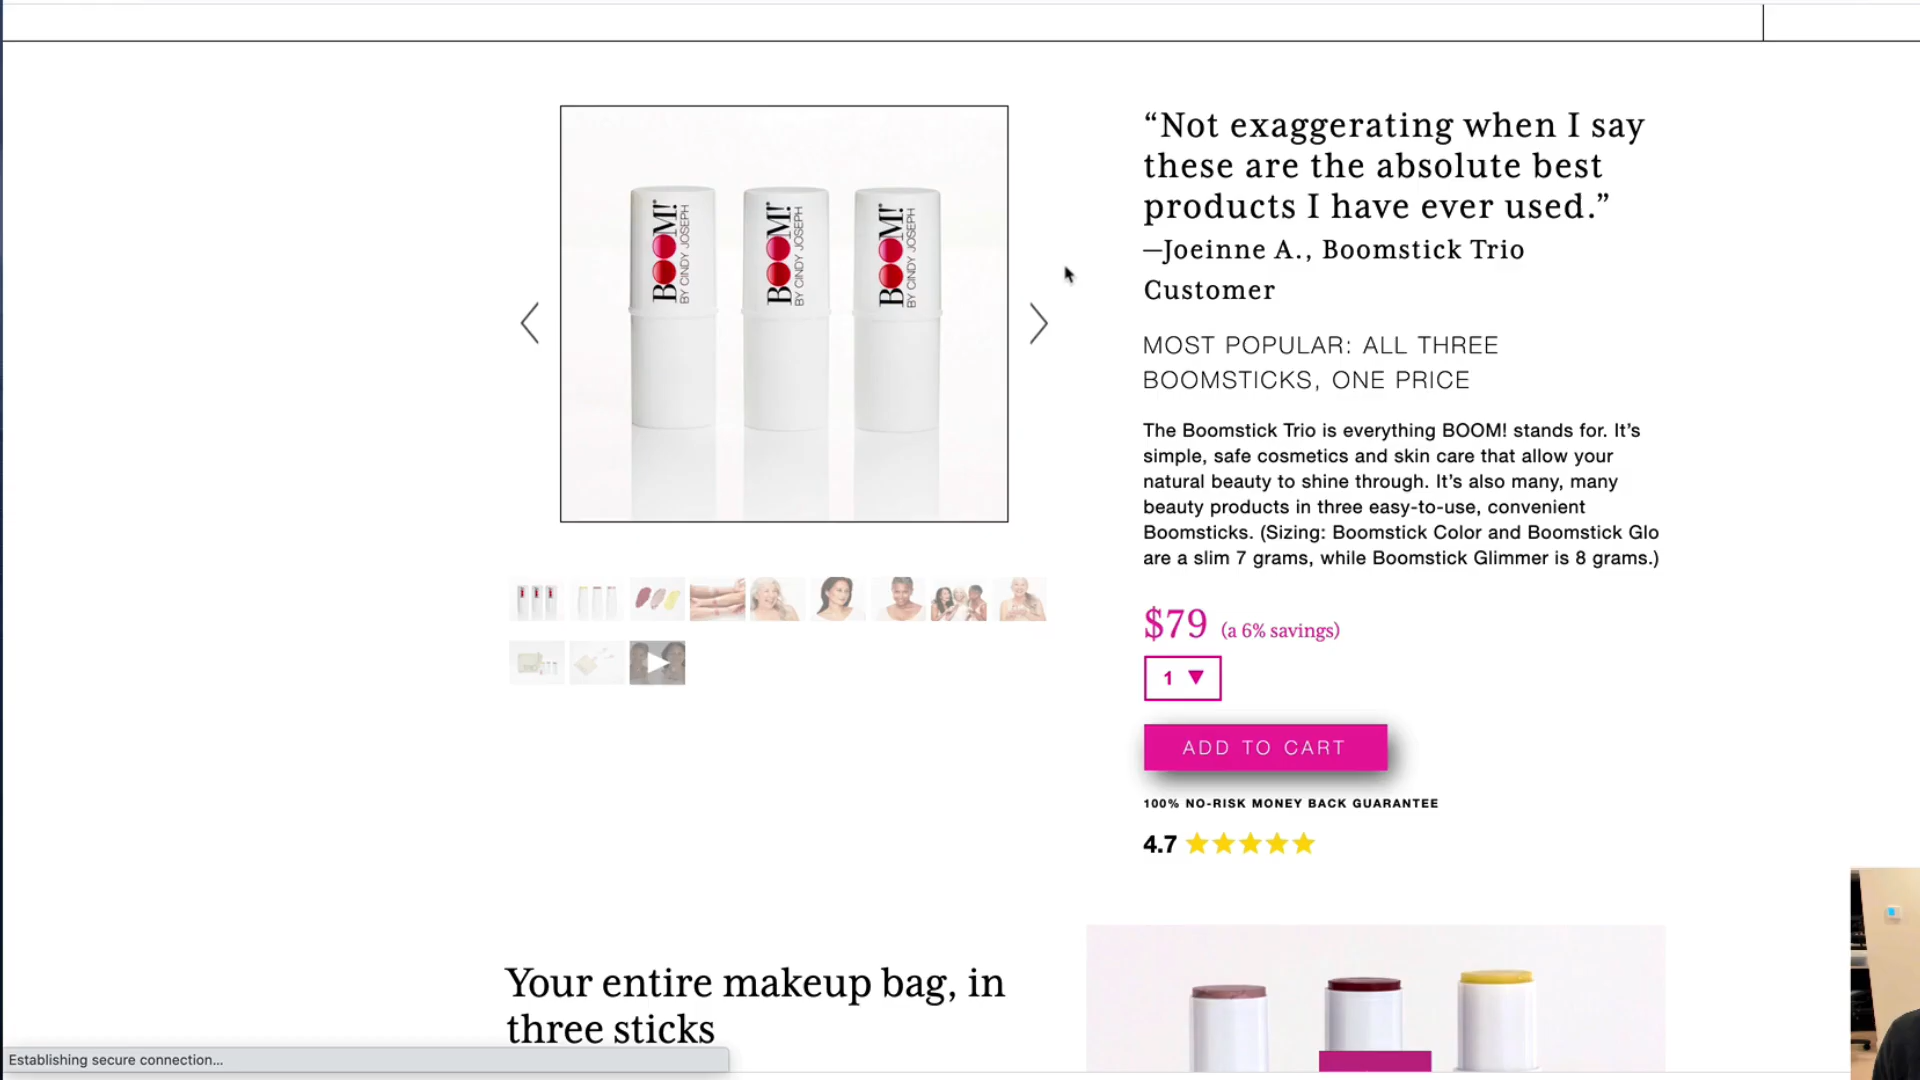 BOOM!
BY CINDY JOSEPH
BOOM!
BY CINDY JOSEPH
BOOM!
BY CINDY JOSEPH
“Not exaggerating when I say
these are the absolute best
products I have ever used.”
—Joeinne A., Boomstick Trio
Customer
MOST POPULAR: ALL THREE
BOOMSTICKS, ONE PRICE
The Boomstick Trio is everything BOOM! stands for. It’s
simple, safe cosmetics and skin care that allow your
natural beauty to shine through. It’s also many, many
beauty products in three easy-to-use, convenient
Boomsticks. (Sizing: Boomstick Color and Boomstick Glo
are a slim 7 grams, while Boomstick Glimmer is 8 grams.)
$79 (a 6% savings)
1
ADD TO CART
100% NO-RISK MONEY BACK GUARANTEE
4.7
Your entire makeup bag, in
three sticks
Establishing secure connection...